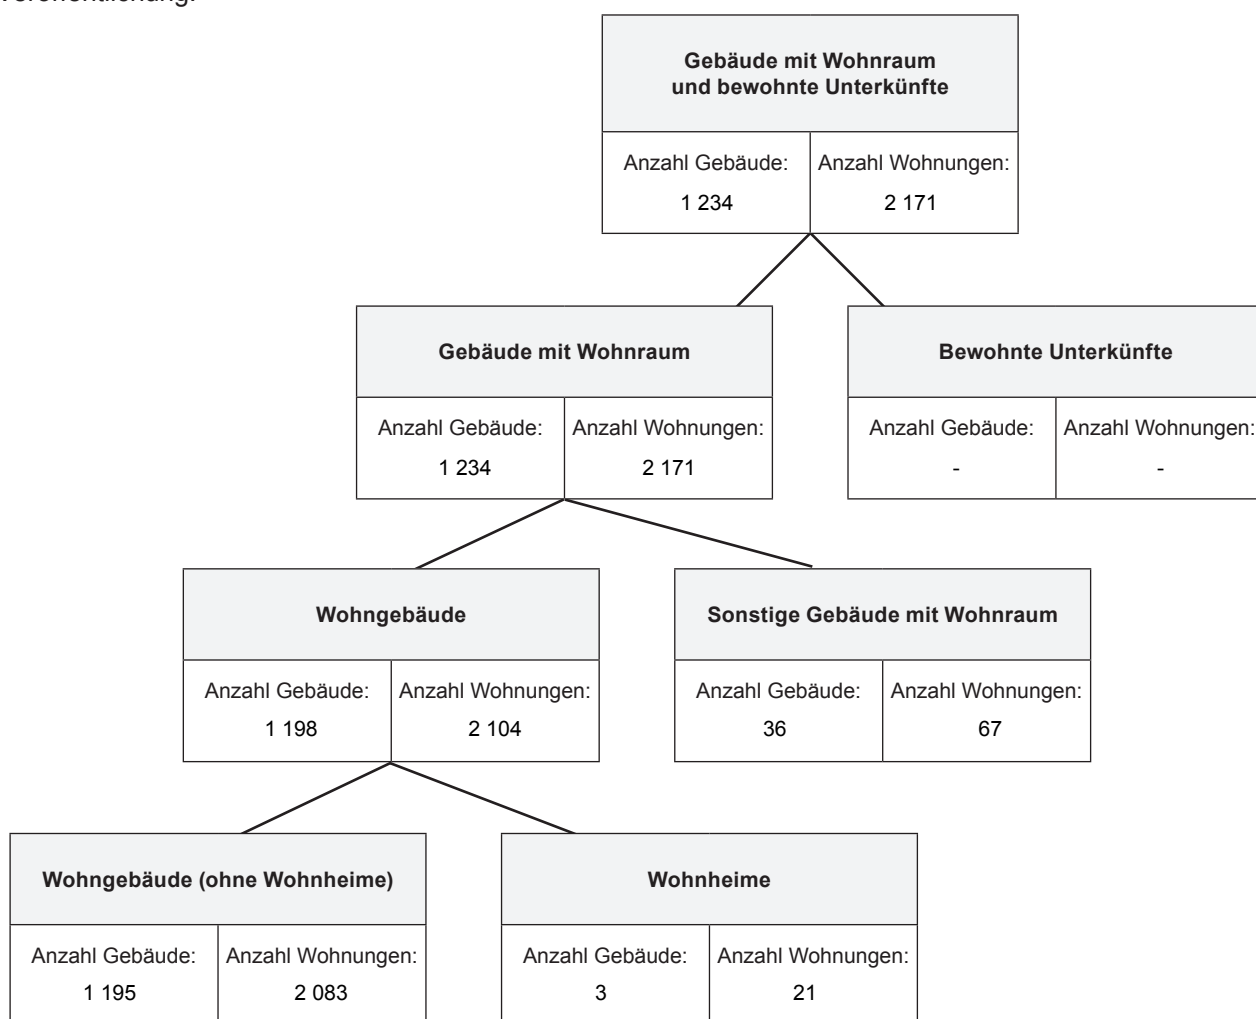 Veröffentlichung.
Gebäude mit Wohnraum
und bewohnte Unterkünfte
Anzahl Gebäude: Anzahl Wohnungen:
1 234 2 171
Gebäude mit Wohnraum Bewohnte Unterkünfte
Anzahl Gebäude: Anzahl Wohnungen: Anzahl Gebäude: Anzahl Wohnungen:
1 234 2 171 - -
Wohngebäude Sonstige Gebäude mit Wohnraum
Anzahl Gebäude: Anzahl Wohnungen: Anzahl Gebäude: Anzahl Wohnungen:
1 198 2 104 36 67
Wohngebäude (ohne Wohnheime) Wohnheime
Anzahl Gebäude: Anzahl Wohnungen: Anzahl Gebäude: Anzahl Wohnungen:
1 195 2 083 3 21